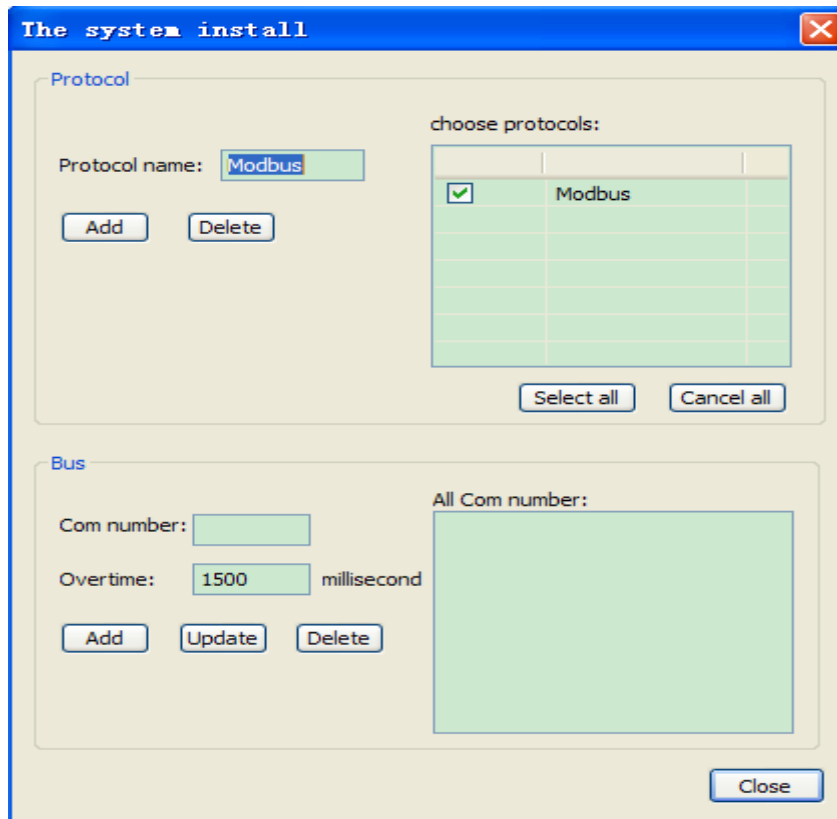 The system install
Protocol
choose protocols:
Protocol name: Modbus
Modbus
Add Delete
Select all Cancel all
Bus
All Com number:
Com number:
Overtime: 1500 millisecond
Add Update Delete
Close